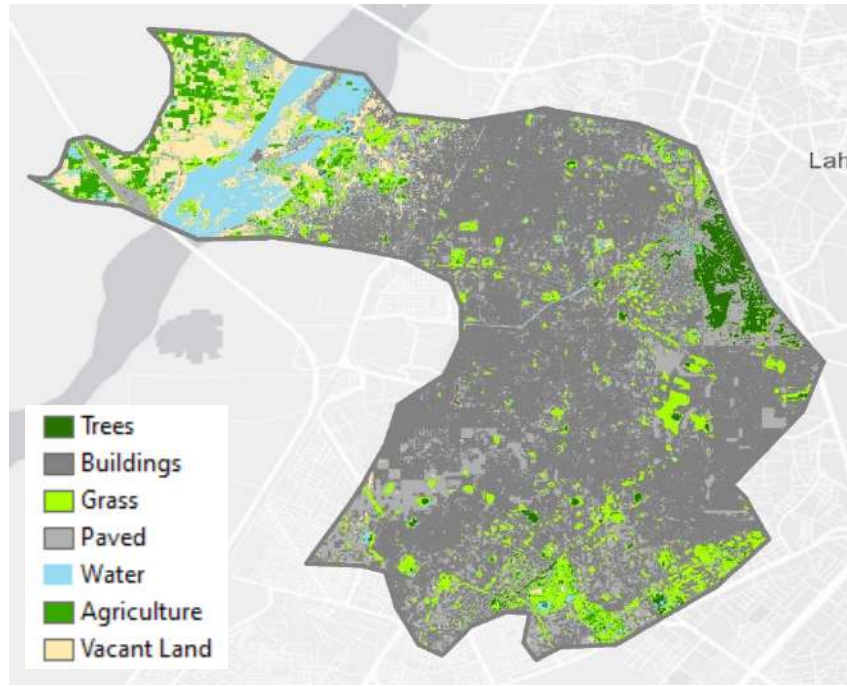 Lah
Trees
Buildings
Grass
Paved
Water
Agriculture
Vacant Land